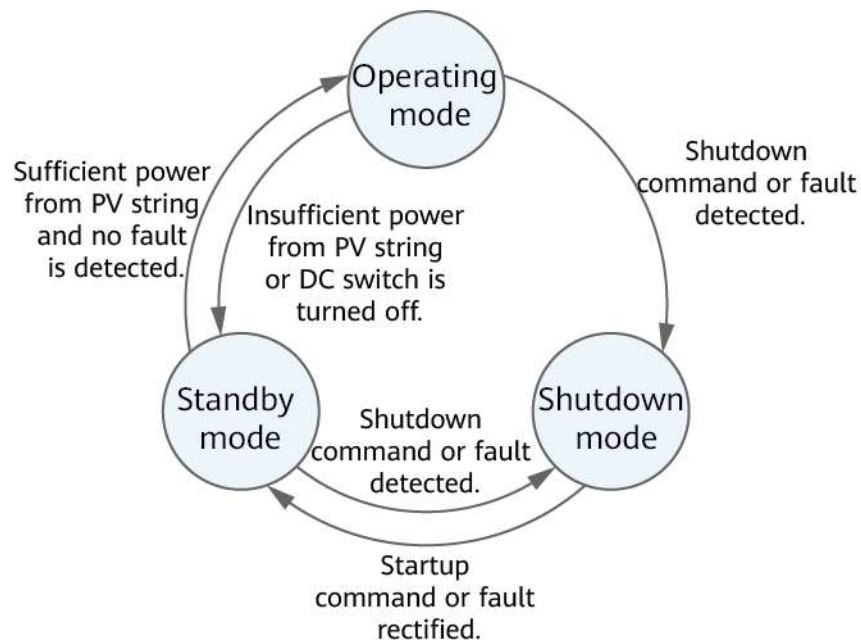 Operating
mode
Shutdown
command or fault
detected.
Sufficient power
from PV string
and no fault
is detected.
Insufficient power
from PV string
or DC switch is
turned off.
Standby
mode
Shutdown
command or fault
detected.
Shutdown
mode
Startup
command or fault
rectified.